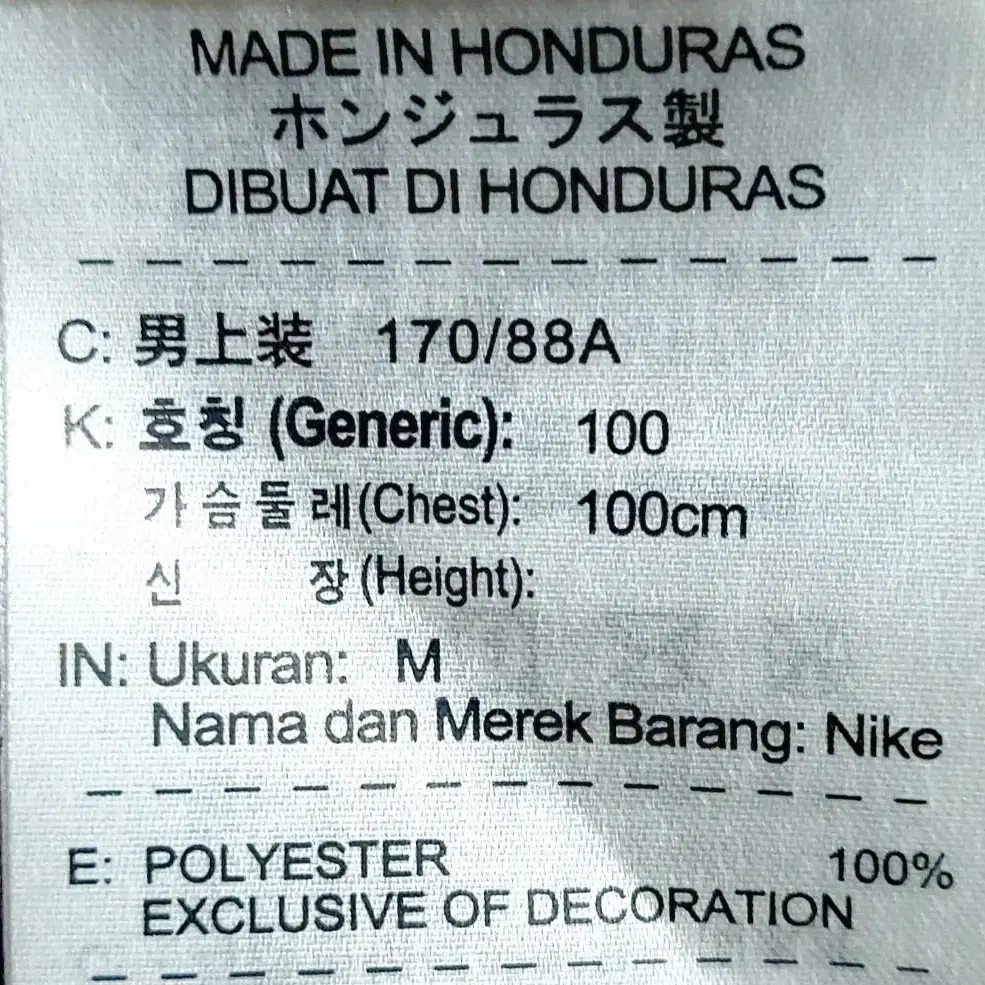 MADE IN HONDURAS
ホンジュラス製
DIBUAT DI HONDURAS
C: 男上装 170/88A
K: 호칭 (Generic): 100
가슴둘레(Chest): 100cm
신 장 (Height):
IN: Ukuran: M
Nama dan Merek Barang: Nike
E: POLYESTER 100%
EXCLUSIVE OF DECORATION